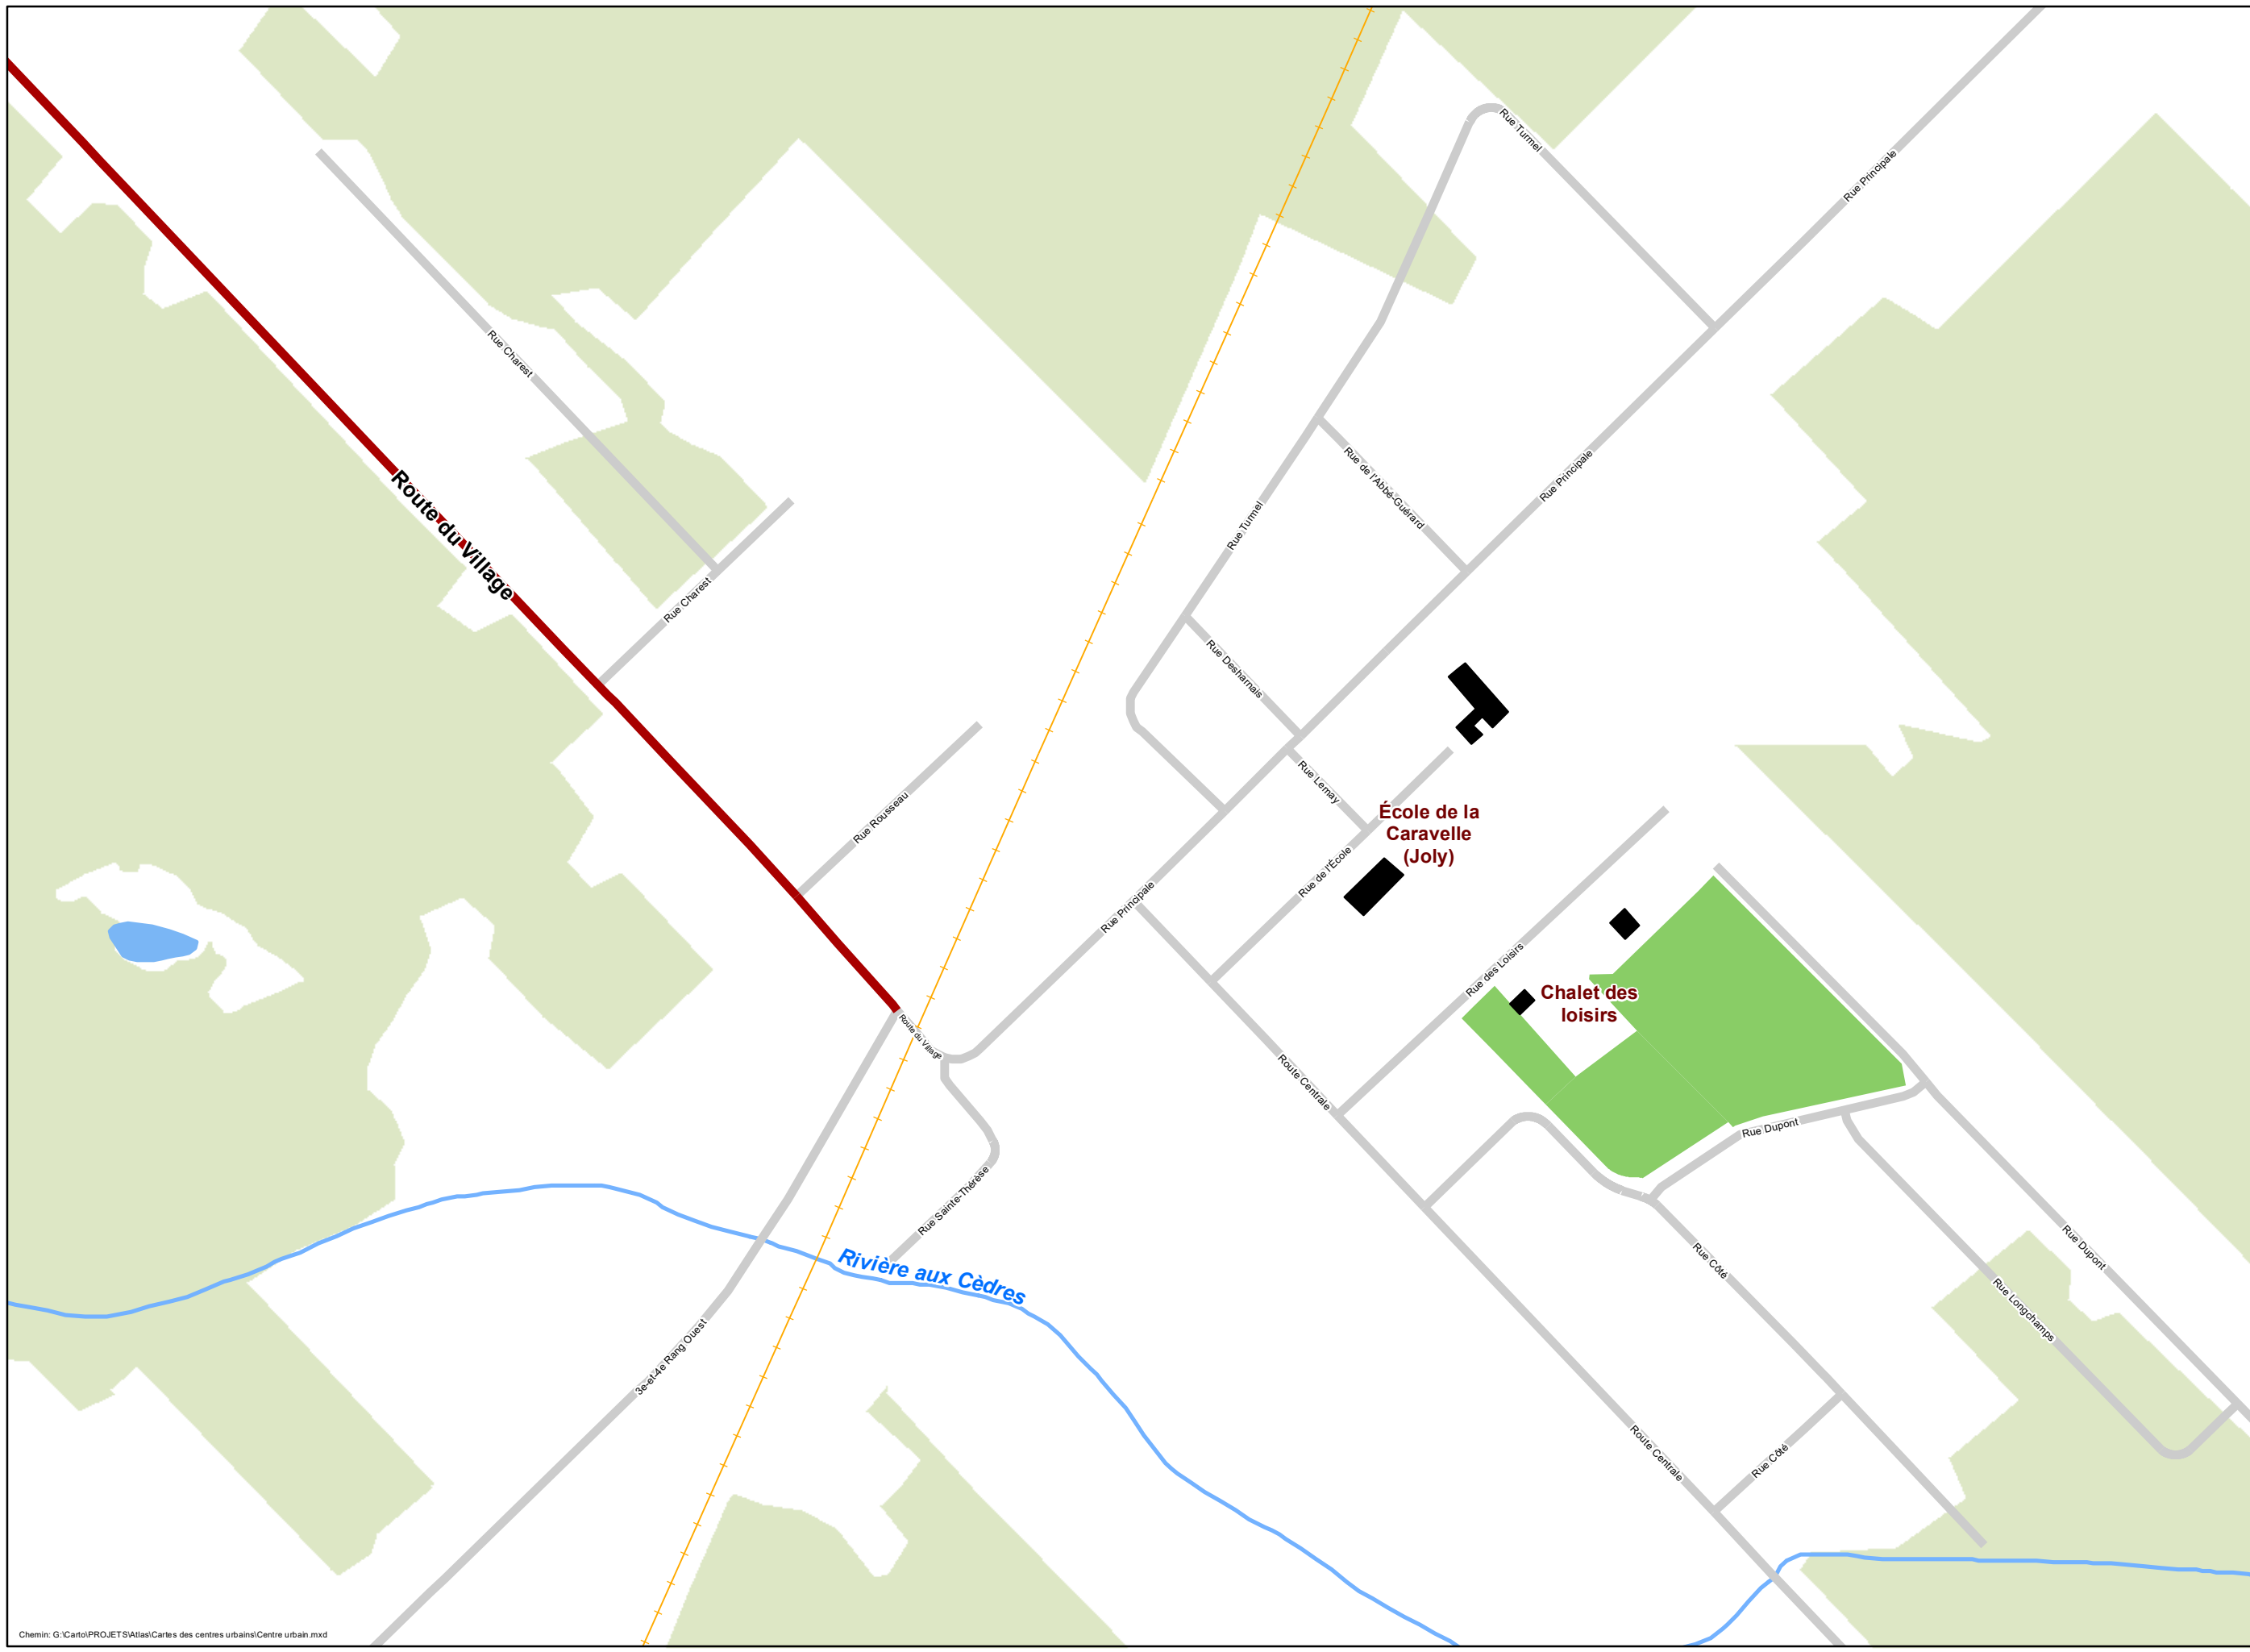 Rue Turmel
Rue Principale
Rue Charest
Rue de l'Abbé-Guérard
Rue Principale
Route du Village
Rue Turmel
Rue Charest
Rue Desharnais
Rue Lemay
Rue Rousseau
École de la
Caravelle
(Joly)
Rue de l'École
Rue Principale
Rue des Loisirs
Chalet des
loisirs
Route du Village
Route Centrale
Rue Dupont
Rue Sainte-Thérèse
Rue Côté
Rue Dupont
Rivière aux Cèdres
Rue Longchamps
3e-et-4e Rang Ouest
Route Centrale
Rue Côté
Chemin: G:\Carto\PROJETS\Atlas\Cartes des centres urbains\Centre urbain.mxd